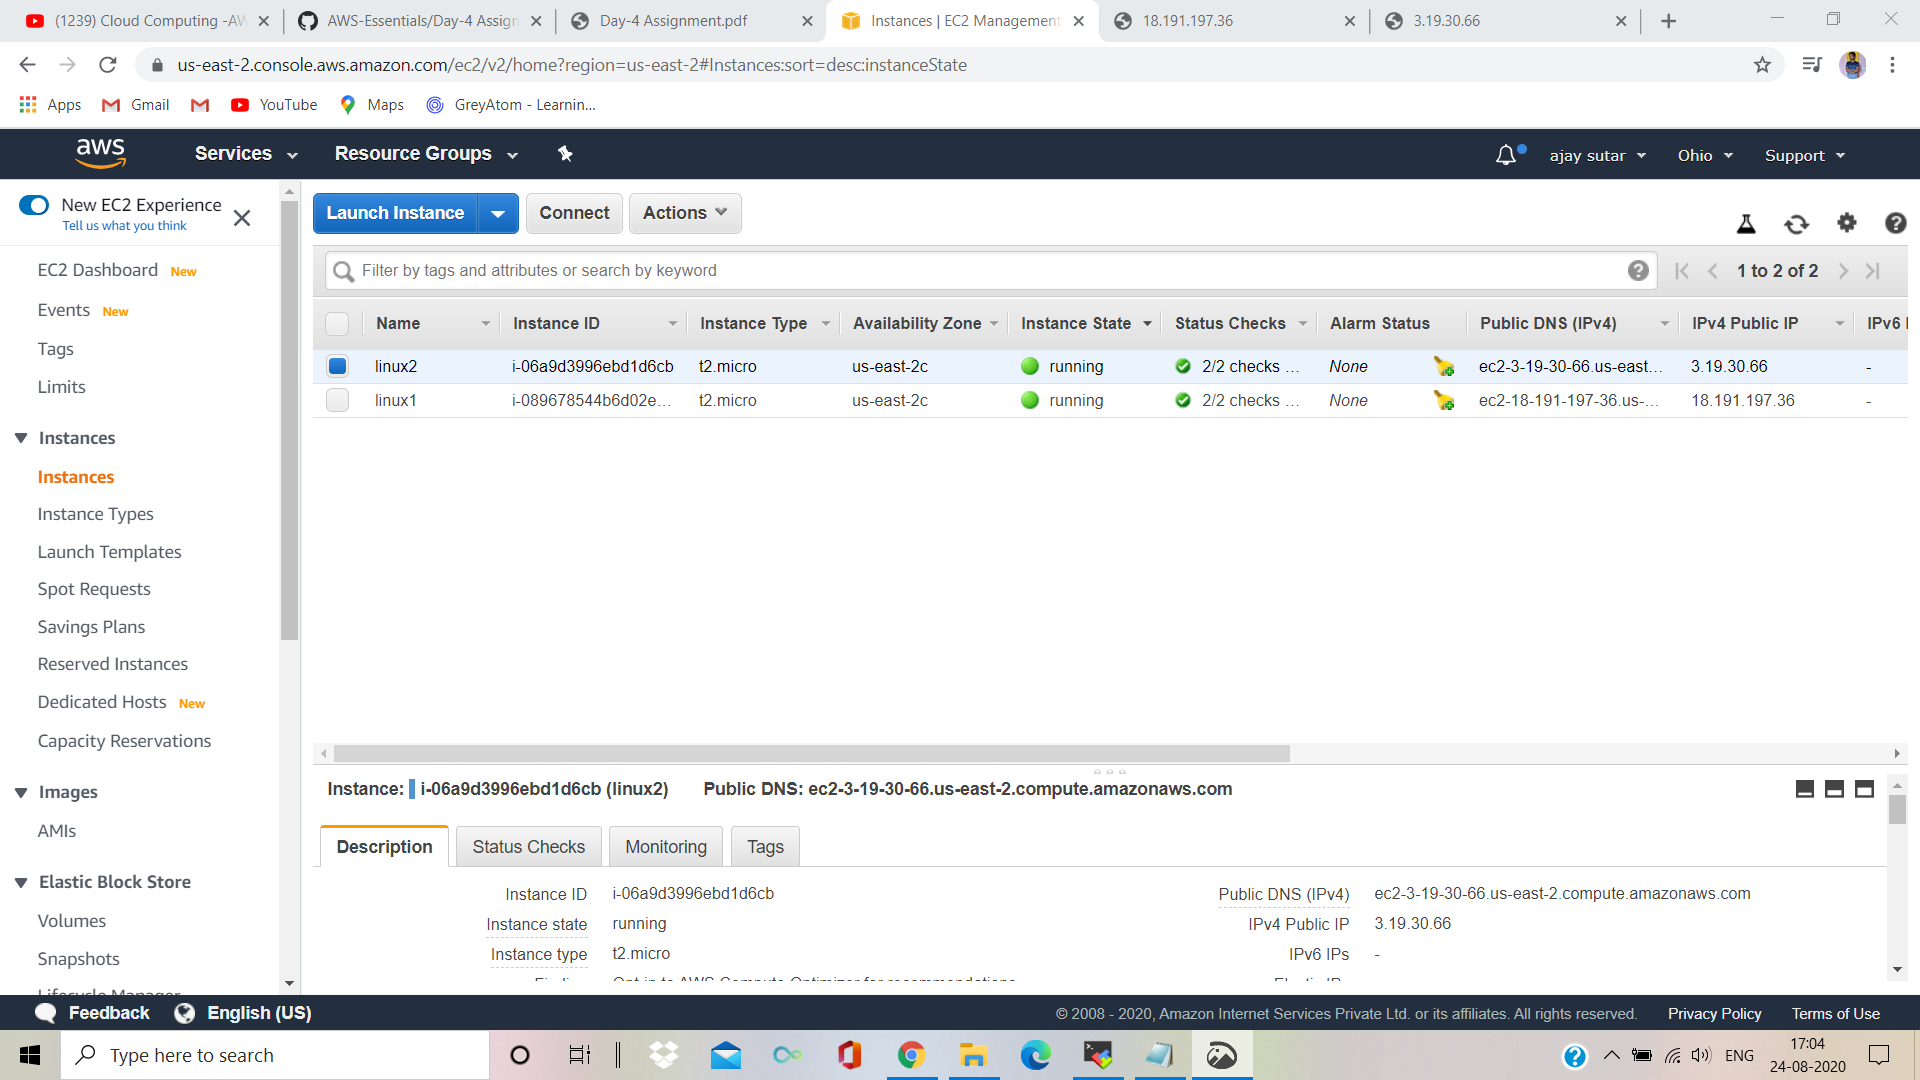 (1239) Cloud Computing -AW
AWS-Essentials/Day-4 Assign
Day-4 Assignment.pdf
Instances | EC2 Management
18.191.197.36
3.19.30.66
us-east-2.console.aws.amazon.com/ec2/v2/home?region=us-east-2#Instances:sort=desc:instanceState
Apps
Gmail
YouTube
Maps
GreyAtom - Learnin...
aws
Services
Resource Groups
ajay sutar
Ohio
Support
New EC2 Experience
Tell us what you think
EC2 Dashboard New
Events New
Tags
Limits
Instances
Instances
Instance Types
Launch Templates
Spot Requests
Savings Plans
Reserved Instances
Dedicated Hosts New
Capacity Reservations
Images
AMIs
Elastic Block Store
Volumes
Snapshots
Lifecycle Manager
Launch Instance
Connect
Actions
Filter by tags and attributes or search by keyword
1 to 2 of 2
Name Instance ID Instance Type Availability Zone Instance State Status Checks Alarm Status Public DNS (IPv4) IPv4 Public IP IPv6
linux2 i-06a9d3996ebd1d6cb t2.micro us-east-2c running 2/2 checks ... None ec2-3-19-30-66.us-east... 3.19.30.66 -
linux1 i-089678544b6d02e... t2.micro us-east-2c running 2/2 checks ... None ec2-18-191-197-36.us-... 18.191.197.36 -
Instance: i-06a9d3996ebd1d6cb (linux2) Public DNS: ec2-3-19-30-66.us-east-2.compute.amazonaws.com
Description
Status Checks
Monitoring
Tags
Instance ID i-06a9d3996ebd1d6cb
Instance state running
Instance type t2.micro
Opt-in to AWS Compute Optimizer for recommendations
Public DNS (IPv4) ec2-3-19-30-66.us-east-2.compute.amazonaws.com
IPv4 Public IP 3.19.30.66
IPv6 IPs -
Feedback
English (US)
© 2008 - 2020, Amazon Internet Services Private Ltd. or its affiliates. All rights reserved.
Privacy Policy
Terms of Use
Type here to search
ENG
17:04
24-08-2020